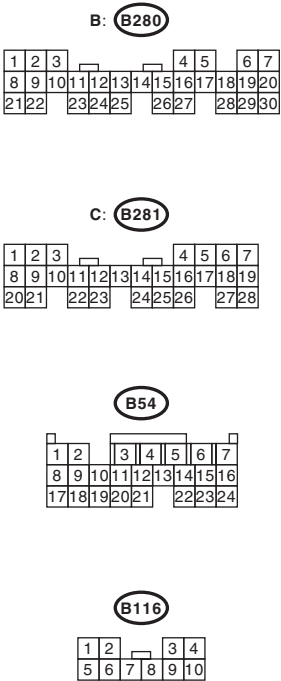 B: B280
1 2 3 4 5 6 7
8 9 10 11 12 13 14 15 16 17 18 19 20
21 22 23 24 25 26 27 28 29 30
C: B281
1 2 3 4 5 6 7
8 9 10 11 12 13 14 15 16 17 18 19
20 21 22 23 24 25 26 27 28
B54
1 2 3 4 5 6 7
8 9 10 11 12 13 14 15 16
17 18 19 20 21 22 23 24
B116
1 2 3 4
5 6 7 8 9 10